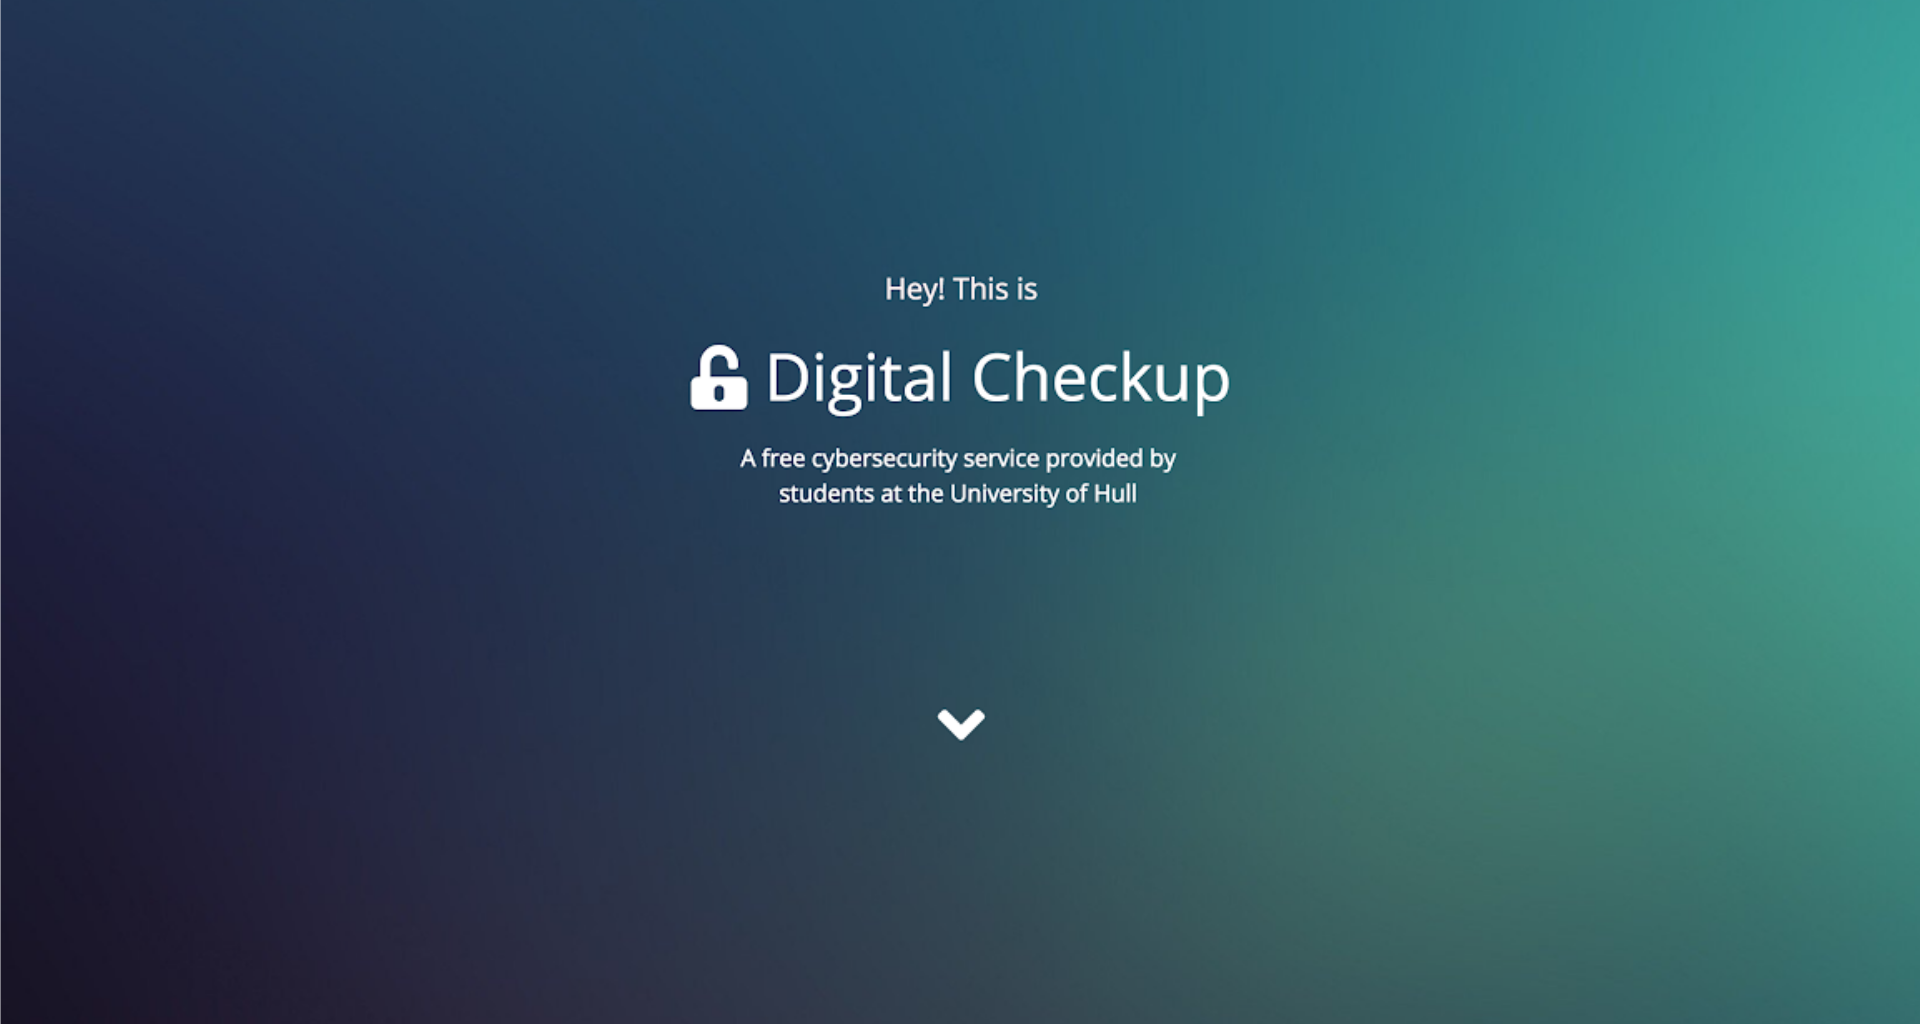 Hey! This is
Digital Checkup
A free cybersecurity service provided by
students at the University of Hull